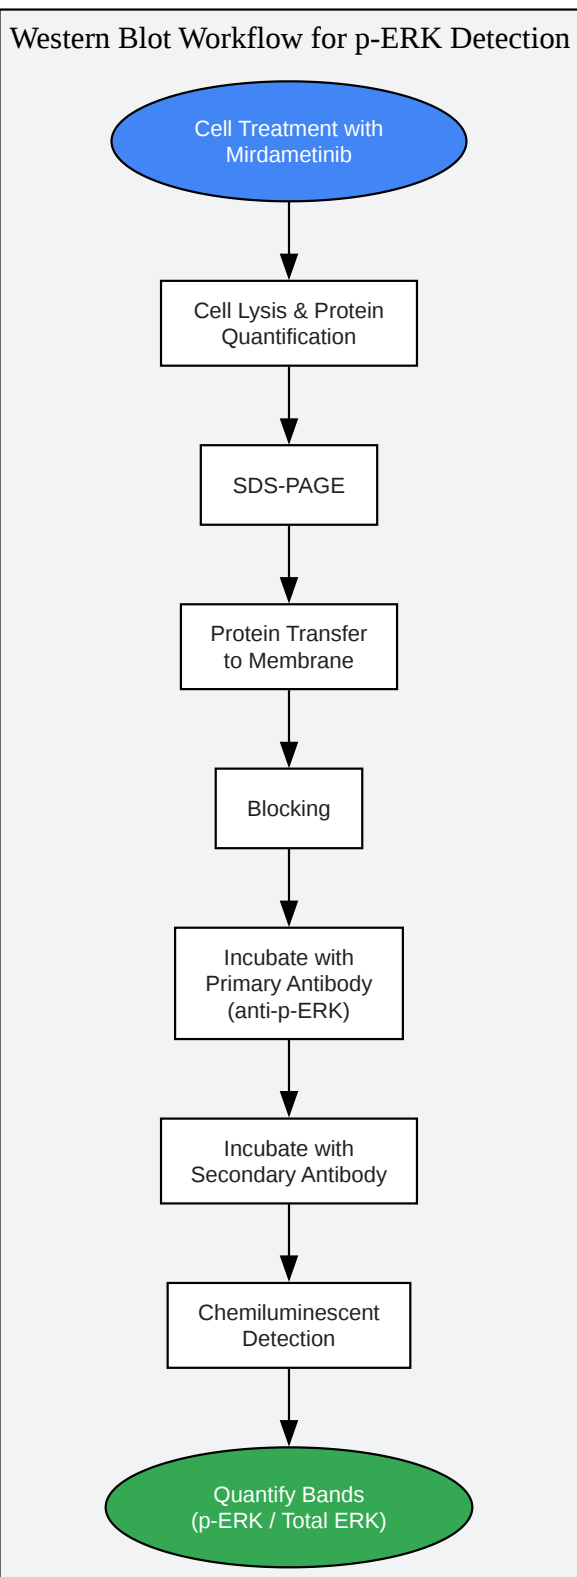 Western Blot Workflow for p-ERK Detection
Cell Treatment with
Mirdametinib
Cell Lysis & Protein
Quantification
SDS-PAGE
Protein Transfer
to Membrane
Blocking
Incubate with
Primary Antibody
(anti-p-ERK)
Incubate with
Secondary Antibody
Chemiluminescent
Detection
Quantify Bands
(p-ERK / Total ERK)